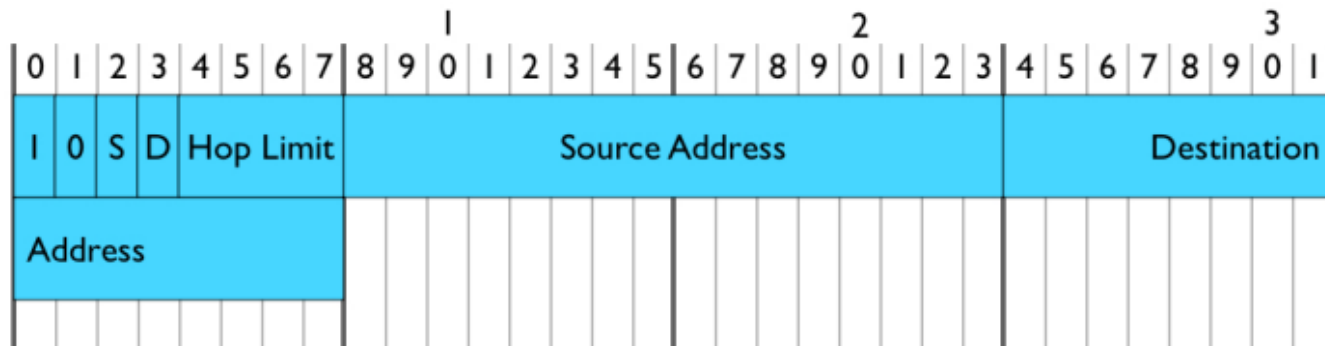 1 2 3
0 1 2 3 4 5 6 7 8 9 0 1 2 3 4 5 6 7 8 9 0 1 2 3 4 5 6 7 8 9 0 1
1 0 S D Hop Limit Source Address Destination
Address